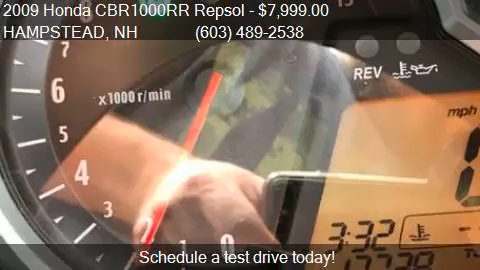 2009 Honda CBR1000RR Repsol - $7,999.00
HAMPSTEAD, NH (603) 489-2538
REV
x1000 r/min
mph
6
5
4
3
2
1
0
3:32
Schedule a test drive today!